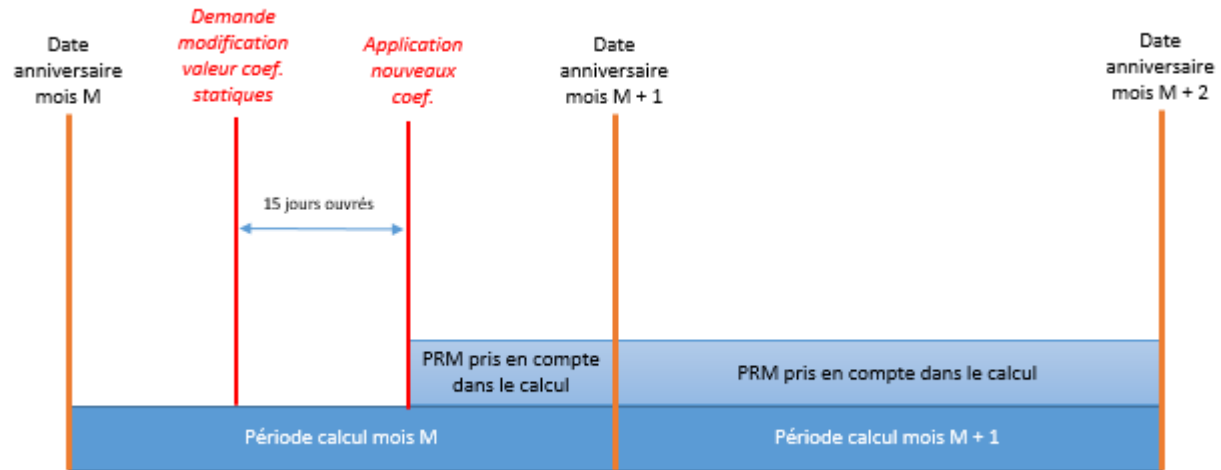 Date
anniversaire
mois M
Demande
modification
valeur coef.
statiques
Application
nouveaux
coef.
Date
anniversaire
mois M + 1
Date
anniversaire
mois M + 2
15 jours ouvrés
PRM pris en compte
dans le calcul
PRM pris en compte dans le calcul
Période calcul mois M
Période calcul mois M + 1